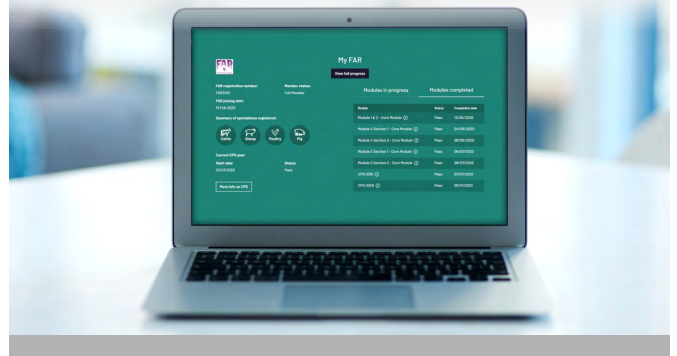 FAR
My FAR
View full progress
FAR registration number:
Member status:
Full Member
FAR joining date:
Summary of specialisms registered:
Cattle
Sheep
Poultry
Pig
Current CPD year:
Start date
Status
Pass
More info on CPD
Modules in progress
Modules completed
Module
Status
Completion date
Module 1 & 2 - Core Module
Pass
Module 4 Section 1 - Core Module
Pass
Module 4 Section 2 - Core Module
Pass
Module 3 Section 1 - Core Module
Pass
Module 3 Section 2 - Core Module
Pass
Pass
Pass